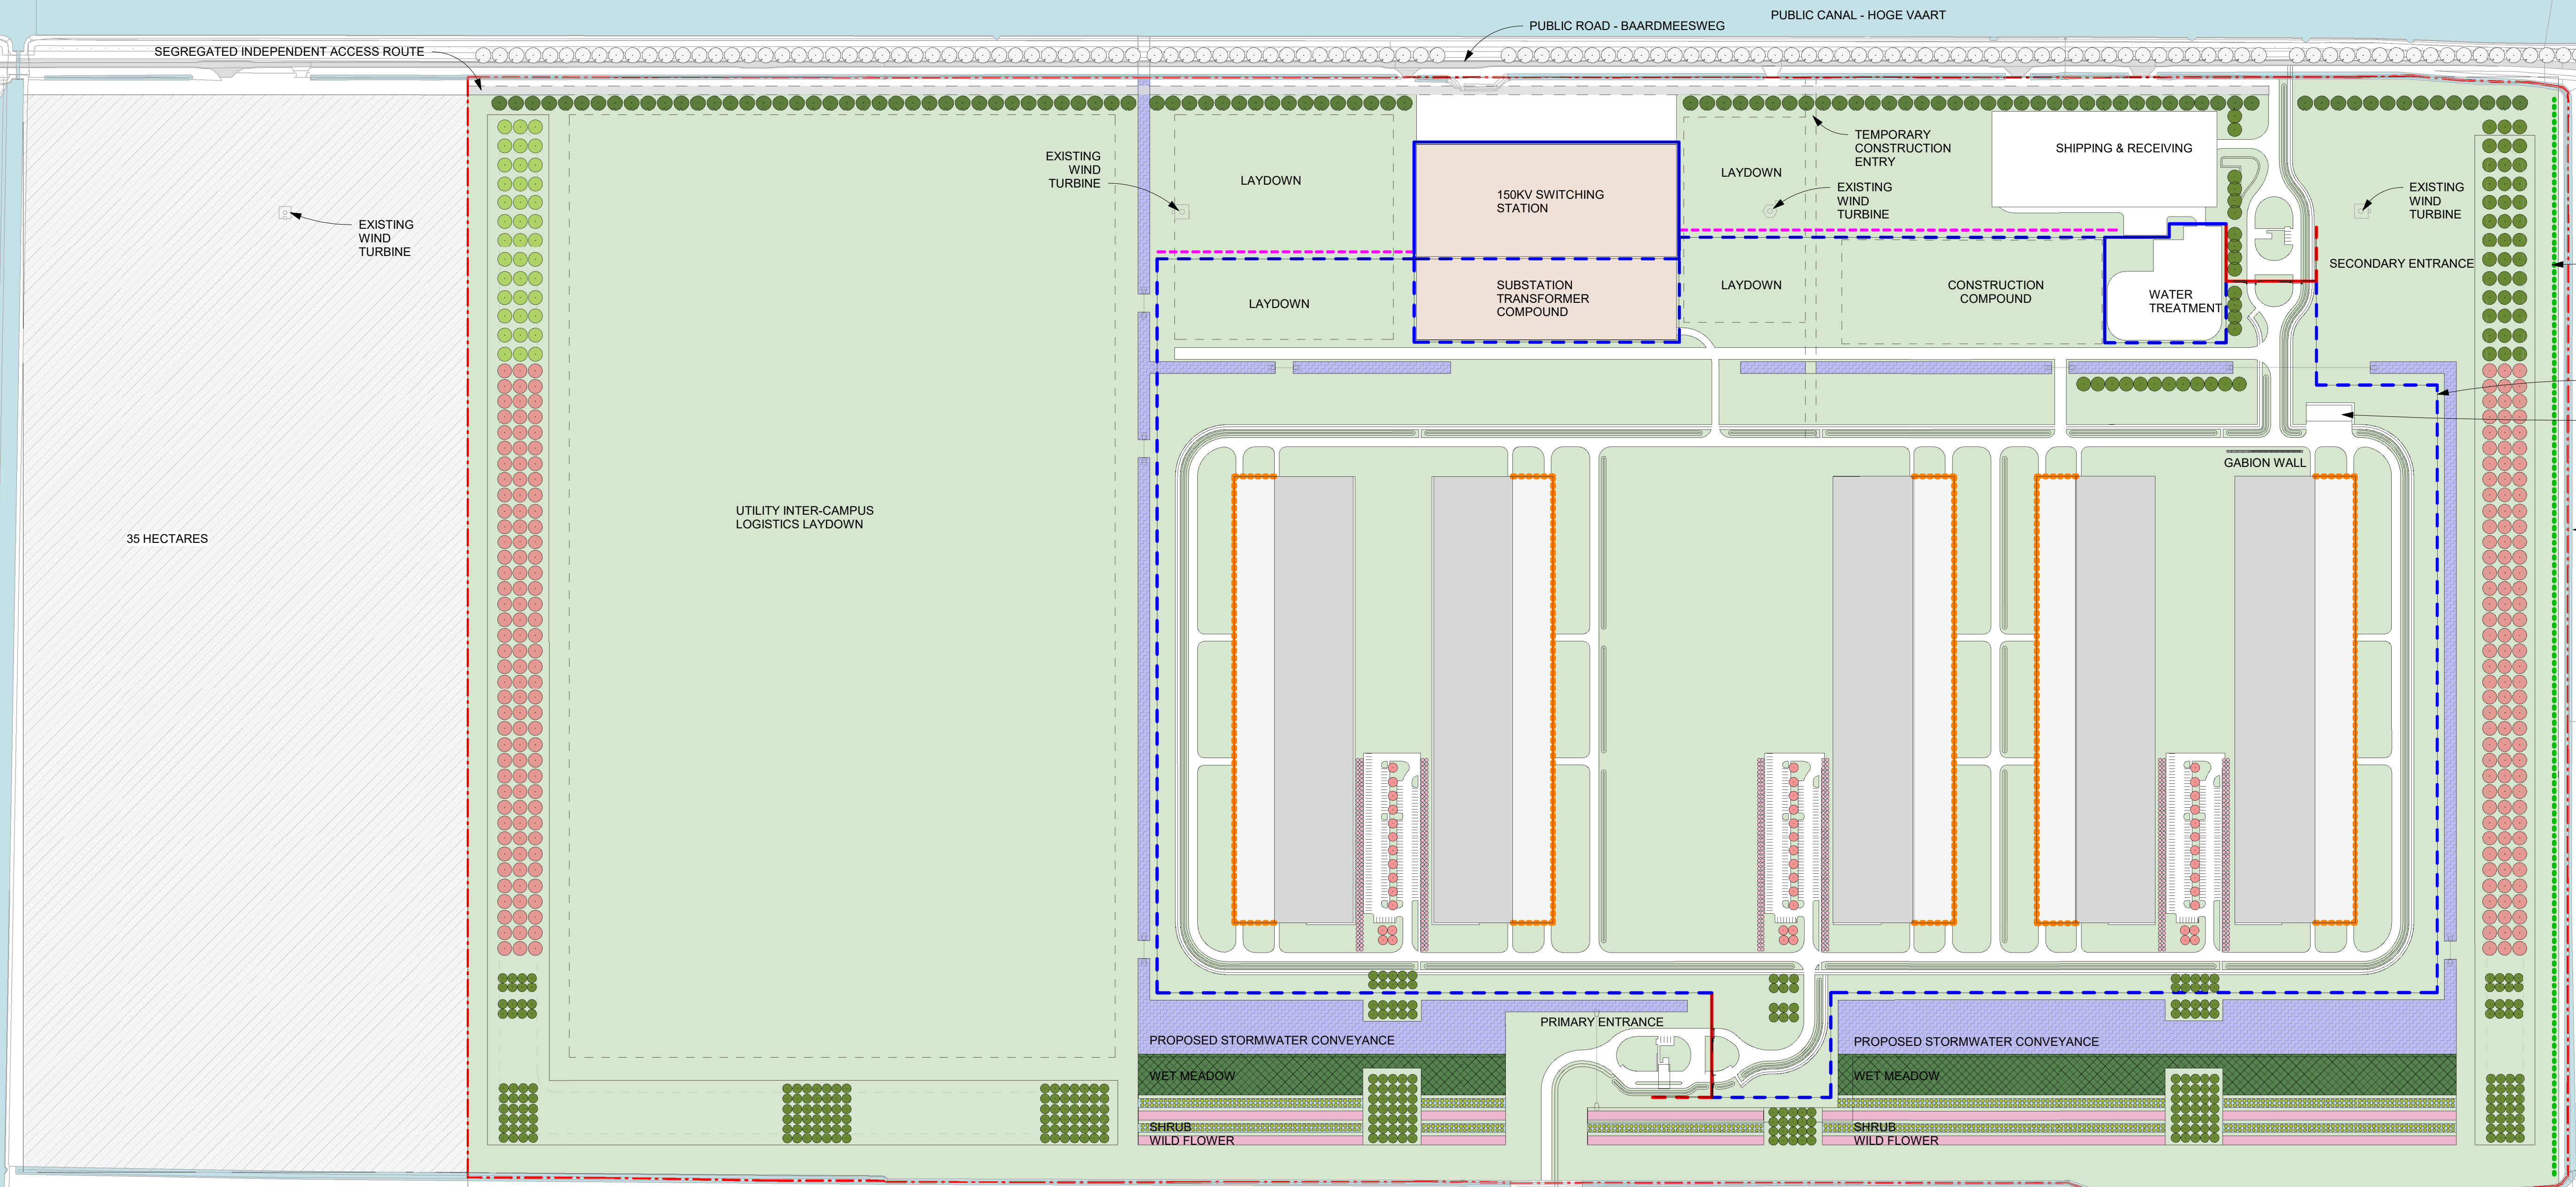 PUBLIC CANAL - HOGE VAART
PUBLIC ROAD - BAARDMEESWEG
SEGREGATED INDEPENDENT ACCESS ROUTE
TEMPORARY
CONSTRUCTION
ENTRY
SHIPPING & RECEIVING
EXISTING
WIND
TURBINE
LAYDOWN
150KV SWITCHING
STATION
LAYDOWN
EXISTING
WIND
TURBINE
EXISTING
WIND
TURBINE
EXISTING
WIND
TURBINE
SECONDARY ENTRANCE
LAYDOWN
SUBSTATION
TRANSFORMER
COMPOUND
LAYDOWN
CONSTRUCTION
COMPOUND
WATER
TREATMENT
GABION WALL
UTILITY INTER-CAMPUS
LOGISTICS LAYDOWN
35 HECTARES
PRIMARY ENTRANCE
PROPOSED STORMWATER CONVEYANCE
PROPOSED STORMWATER CONVEYANCE
WET MEADOW
WET MEADOW
SHRUB
WILD FLOWER
SHRUB
WILD FLOWER